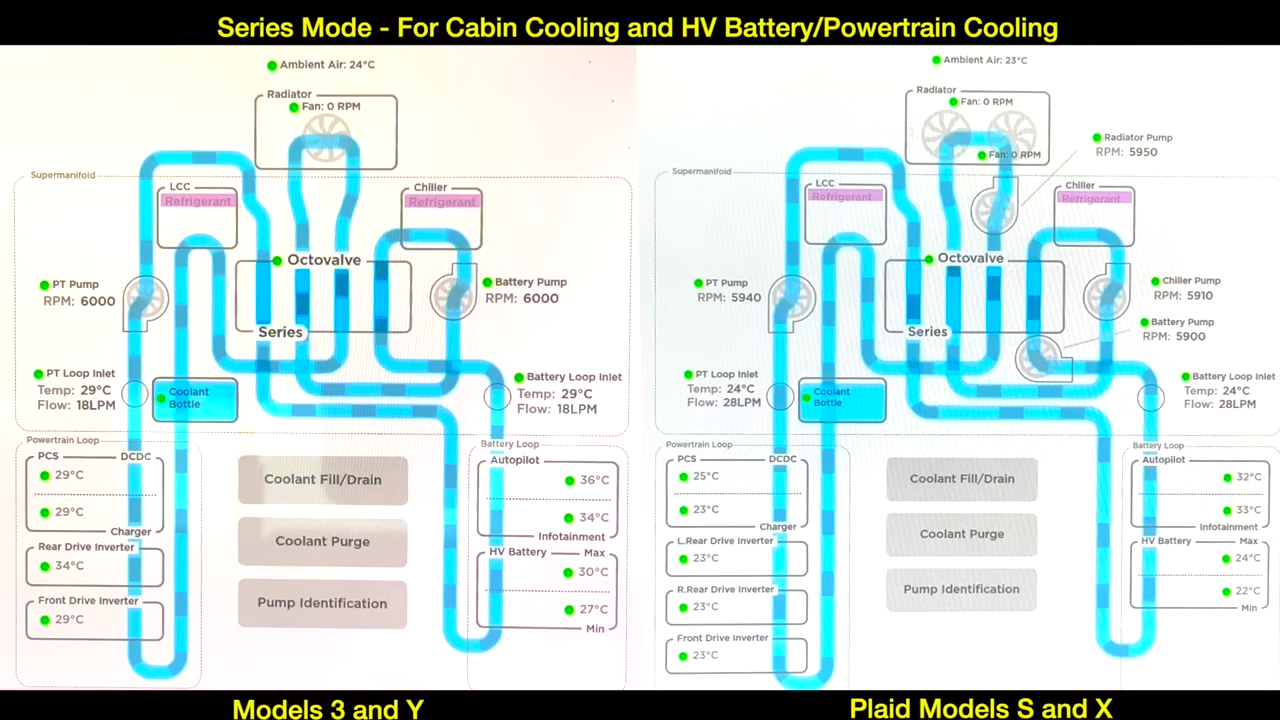 Series Mode - For Cabin Cooling and HV Battery/Powertrain Cooling
Ambient Air: 24°C
Radiator
Fan: 0 RPM
Supermanifold
LCC
Refrigerant
Chiller
Refrigerant
Octovalve
Series
PT Pump
RPM: 6000
Battery Pump
RPM: 6000
PT Loop Inlet
Temp: 29°C
Flow: 18LPM
Coolant
Bottle
Battery Loop Inlet
Temp: 29°C
Flow: 18LPM
Powertrain Loop
PCS DCDC
29°C
29°C
Charger
Rear Drive Inverter
34°C
Front Drive Inverter
29°C
Coolant Fill/Drain
Coolant Purge
Pump Identification
Battery Loop
Autopilot
36°C
34°C
Infotainment
HV Battery Max
30°C
27°C
Min
Models 3 and Y
Ambient Air: 23°C
Radiator
Fan: 0 RPM
Fan: 0 RPM
Radiator Pump
RPM: 5950
Supermanifold
LCC
Refrigerant
Chiller
Refrigerant
Octovalve
Series
PT Pump
RPM: 5940
Chiller Pump
RPM: 5910
Battery Pump
RPM: 5900
PT Loop Inlet
Temp: 24°C
Flow: 28LPM
Coolant
Bottle
Battery Loop Inlet
Temp: 24°C
Flow: 28LPM
Powertrain Loop
PCS DCDC
25°C
23°C
Charger
L.Rear Drive Inverter
23°C
R.Rear Drive Inverter
23°C
Front Drive Inverter
23°C
Coolant Fill/Drain
Coolant Purge
Pump Identification
Battery Loop
Autopilot
32°C
33°C
Infotainment
HV Battery Max
24°C
22°C
Min
Plaid Models S and X